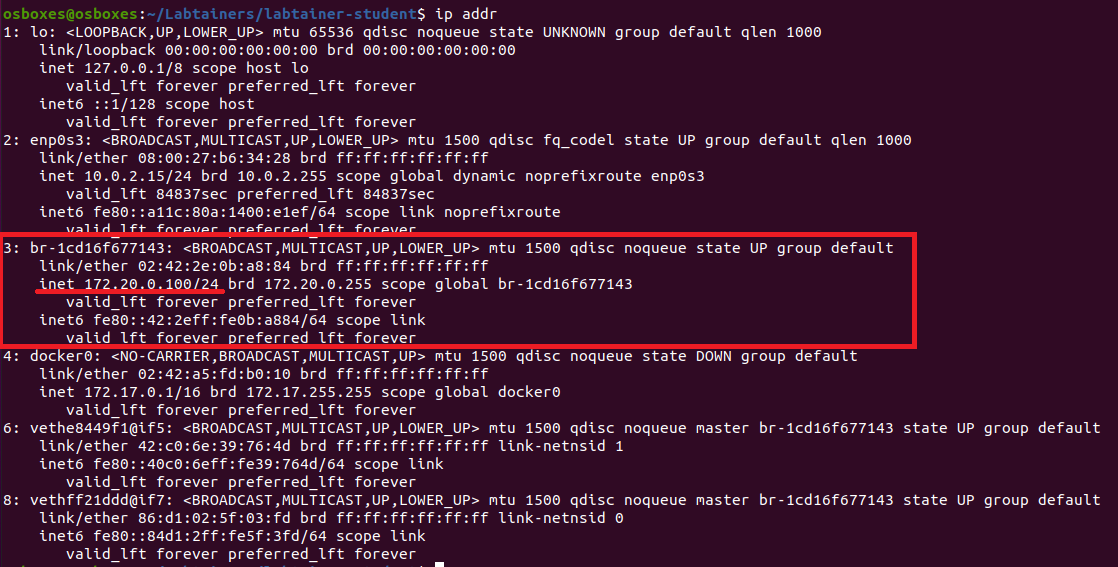 osboxes@osboxes:~/Labtainers/labtainer-student$ ip addr
1: lo: <LOOPBACK,UP,LOWER_UP> mtu 65536 qdisc noqueue state UNKNOWN group default qlen 1000
    link/loopback 00:00:00:00:00:00 brd 00:00:00:00:00:00
    inet 127.0.0.1/8 scope host lo
       valid_lft forever preferred_lft forever
    inet6 ::1/128 scope host
       valid_lft forever preferred_lft forever
2: enp0s3: <BROADCAST,MULTICAST,UP,LOWER_UP> mtu 1500 qdisc fq_codel state UP group default qlen 1000
    link/ether 08:00:27:b6:34:28 brd ff:ff:ff:ff:ff:ff
    inet 10.0.2.15/24 brd 10.0.2.255 scope global dynamic noprefixroute enp0s3
       valid_lft 84837sec preferred_lft 84837sec
    inet6 fe80::a11c:80a:1400:e1ef/64 scope link noprefixroute
       valid_lft forever preferred_lft forever
3: br-1cd16f677143: <BROADCAST,MULTICAST,UP,LOWER_UP> mtu 1500 qdisc noqueue state UP group default
    link/ether 02:42:2e:0b:a8:84 brd ff:ff:ff:ff:ff:ff
    inet 172.20.0.100/24 brd 172.20.0.255 scope global br-1cd16f677143
       valid_lft forever preferred_lft forever
    inet6 fe80::42:2eff:fe0b:a884/64 scope link
       valid_lft forever preferred_lft forever
4: docker0: <NO-CARRIER,BROADCAST,MULTICAST,UP> mtu 1500 qdisc noqueue state DOWN group default
    link/ether 02:42:a5:fd:b0:10 brd ff:ff:ff:ff:ff:ff
    inet 172.17.0.1/16 brd 172.17.255.255 scope global docker0
       valid_lft forever preferred_lft forever
6: vethe8449f1@if5: <BROADCAST,MULTICAST,UP,LOWER_UP> mtu 1500 qdisc noqueue master br-1cd16f677143 state UP group default
    link/ether 42:c0:6e:39:76:4d brd ff:ff:ff:ff:ff:ff link-netnsid 1
    inet6 fe80::40c0:6eff:fe39:764d/64 scope link
       valid_lft forever preferred_lft forever
8: vethff21ddd@if7: <BROADCAST,MULTICAST,UP,LOWER_UP> mtu 1500 qdisc noqueue master br-1cd16f677143 state UP group default
    link/ether 86:d1:02:5f:03:fd brd ff:ff:ff:ff:ff:ff link-netnsid 0
    inet6 fe80::84d1:2ff:fe5f:3fd/64 scope link
       valid_lft forever preferred_lft forever